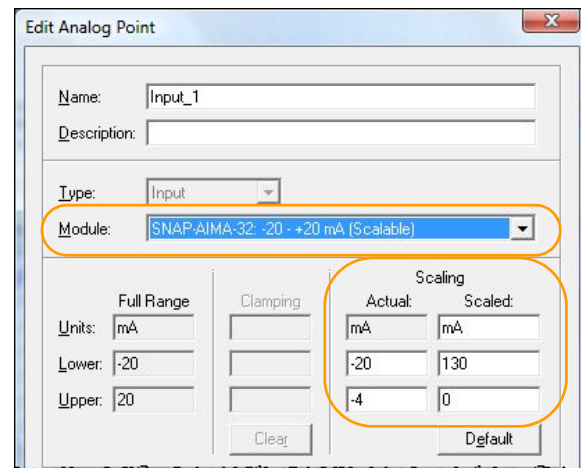 Edit Analog Point
Name: Input_1
Description:
Type: Input
Module: SNAP-AIMA-32: -20 - +20 mA (Scalable)
Scaling
Full Range Clamping Actual: Scaled:
Units: mA mA mA
Lower: -20 -20 130
Upper: 20 -4 0
Clear Default